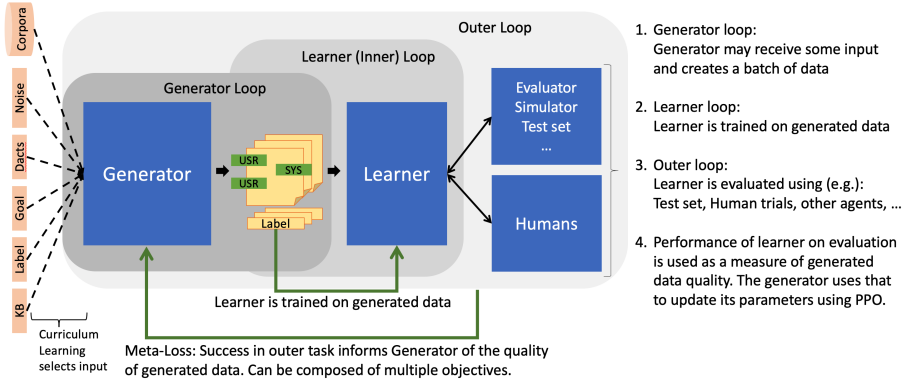 Corpora
Noise
Dacts
Goal
Label
KB
Curriculum
Learning
selects input
Outer Loop
Learner (Inner) Loop
Generator Loop
Generator
USR
SYS
USR
Label
Learner
Evaluator
Simulator
Test set
...
Humans
Learner is trained on generated data
Meta-Loss: Success in outer task informs Generator of the quality
of generated data. Can be composed of multiple objectives.
1. Generator loop:
Generator may receive some input
and creates a batch of data
2. Learner loop:
Learner is trained on generated data
3. Outer loop:
Learner is evaluated using (e.g.):
Test set, Human trials, other agents, ...
4. Performance of learner on evaluation
is used as a measure of generated
data quality. The generator uses that
to update its parameters using PPO.